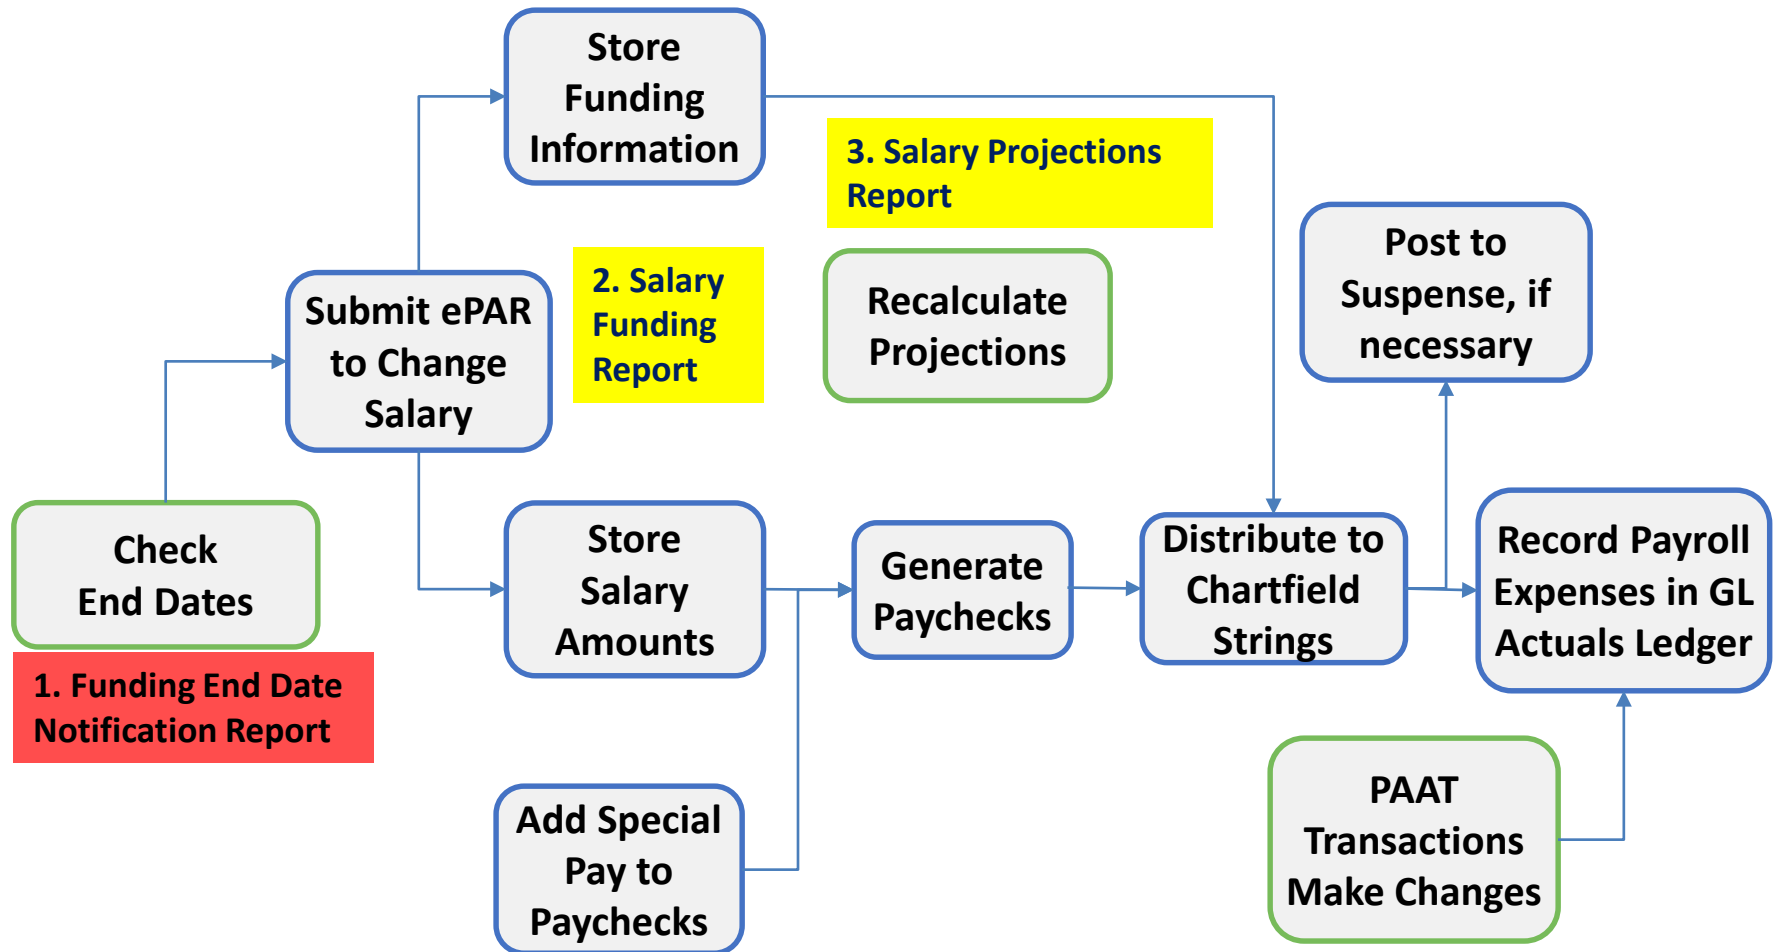 Store
Funding
Information
3. Salary Projections
Report
Post to
Suspense, if
necessary
2. Salary
Funding
Report
Recalculate
Projections
Submit ePAR
to Change
Salary
Check
End Dates
1. Funding End Date
Notification Report
Store
Salary
Amounts
Generate
Paychecks
Distribute to
Chartfield
Strings
Record Payroll
Expenses in GL
Actuals Ledger
Add Special
Pay to
Paychecks
PAAT
Transactions
Make Changes